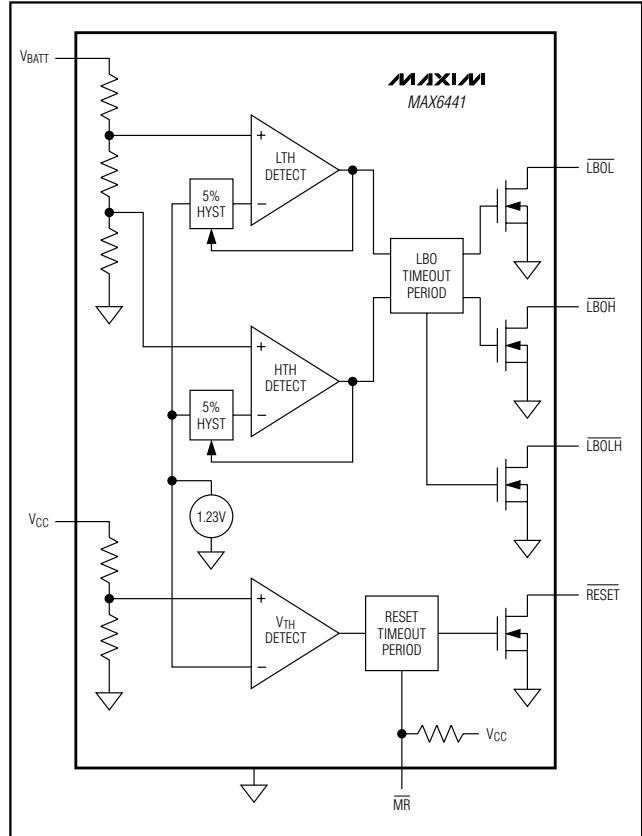 VBATT
MAXIM
MAX6441
+
LTH
DETECT
−
5%
HYST
LBOL
LBO
TIMEOUT
PERIOD
LBOH
+
HTH
DETECT
−
5%
HYST
LBOLH
1.23V
VCC
+
VTH
DETECT
−
RESET
TIMEOUT
PERIOD
RESET
VCC
MR